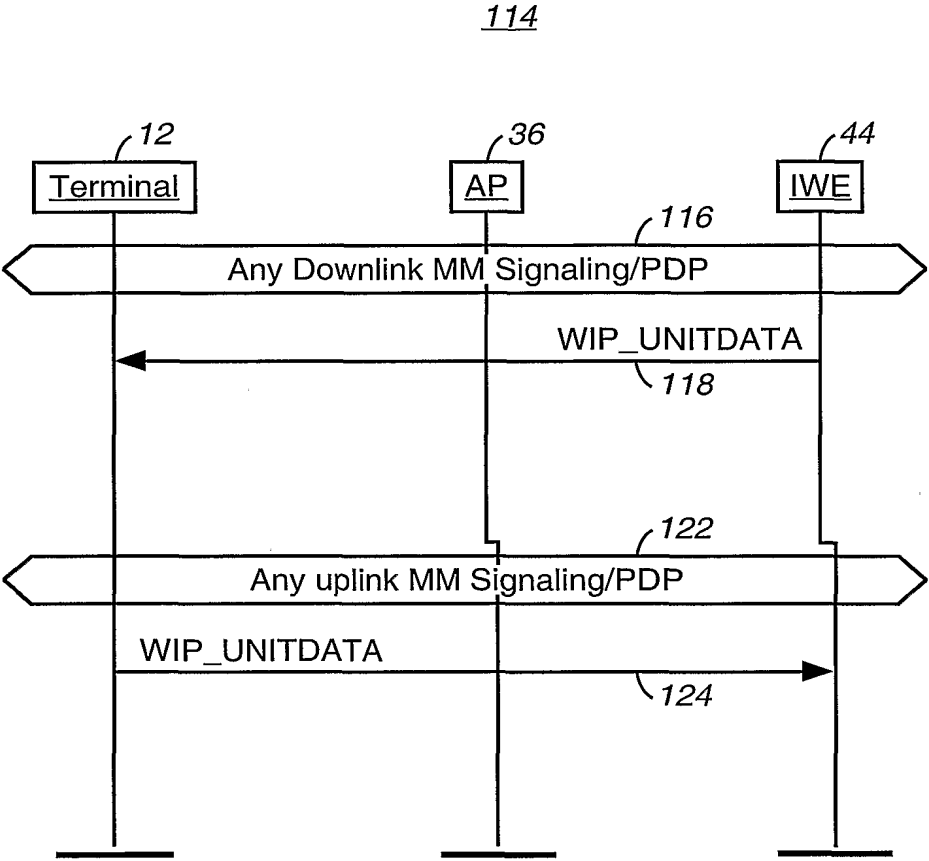 114
12
36
44
Terminal
AP
IWE
116
Any Downlink MM Signaling/PDP
WIP_UNITDATA
118
122
Any uplink MM Signaling/PDP
WIP_UNITDATA
124